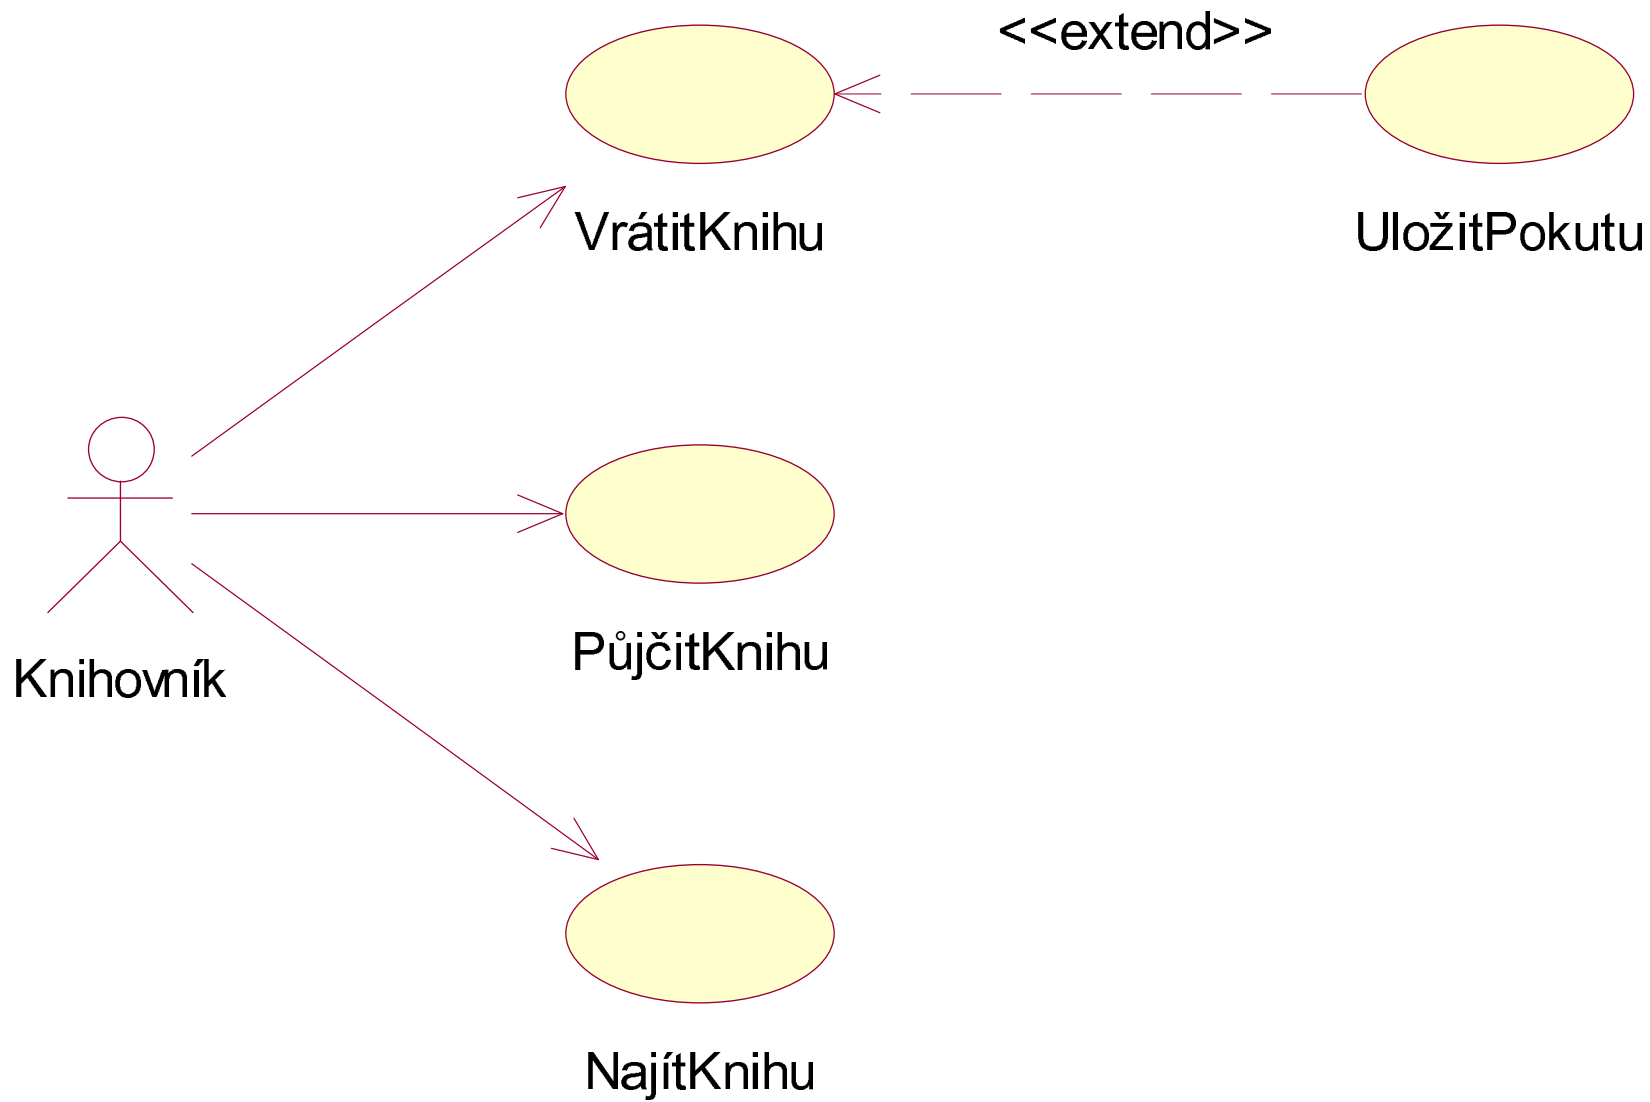 <<extend>>
VrátitKnihu
UložitPokutu
PůjčitKnihu
Knihovník
NajítKnihu